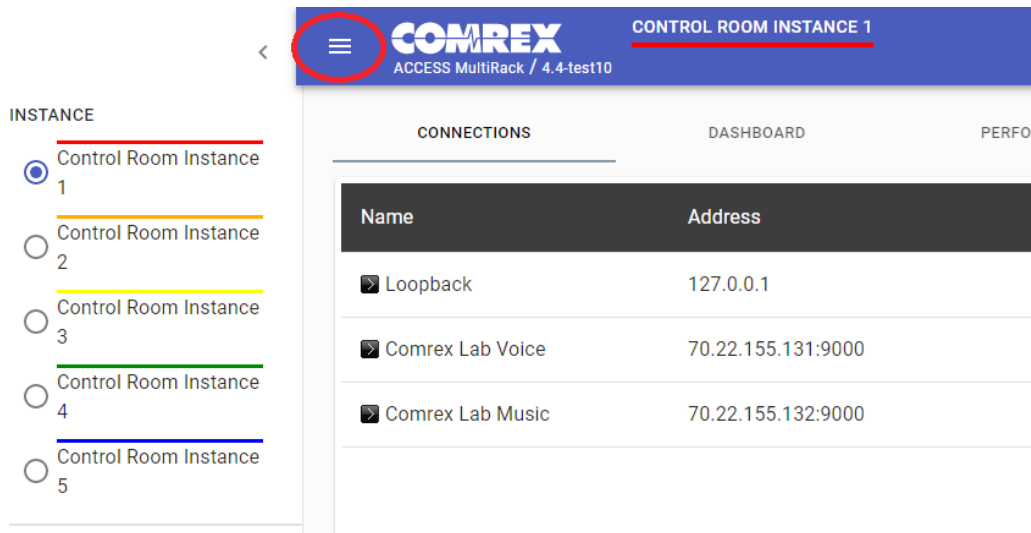 INSTANCE
Control Room Instance
1
Control Room Instance
2
Control Room Instance
3
Control Room Instance
4
Control Room Instance
5
COMREX
ACCESS MultiRack / 4.4-test10
CONTROL ROOM INSTANCE 1
CONNECTIONS DASHBOARD PERFO
Name Address
Loopback 127.0.0.1
Comrex Lab Voice 70.22.155.131:9000
Comrex Lab Music 70.22.155.132:9000